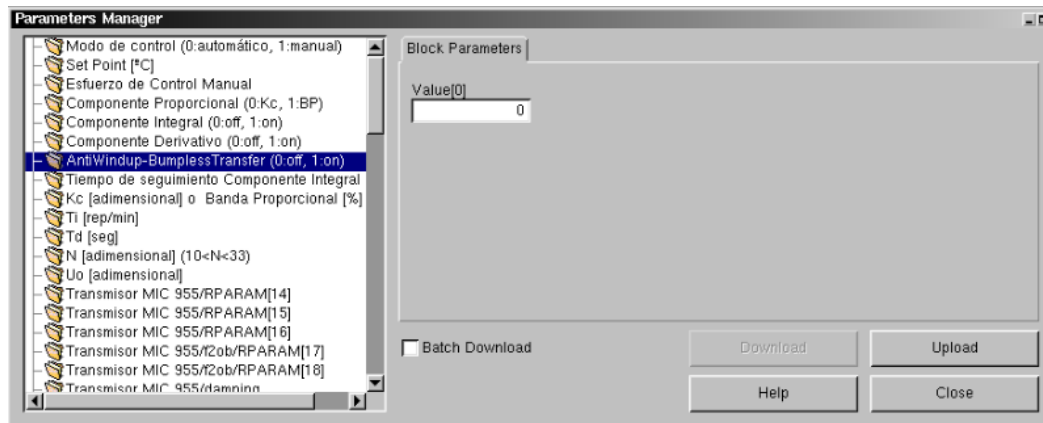 Parameters Manager
Modo de control (0:automático, 1:manual)
Set Point [ºC]
Esfuerzo de Control Manual
Componente Proporcional (0:Kc, 1:BP)
Componente Integral (0:off, 1:on)
Componente Derivativo (0:off, 1:on)
AntiWindup-BumplessTransfer (0:off, 1:on)
Tiempo de seguimiento Componente Integral
Kc [adimensional] o Banda Proporcional [%]
Ti [rep/min]
Td [seg]
N [adimensional] (10<N<33)
Uo [adimensional]
Transmisor MIC 955/RPARAM[14]
Transmisor MIC 955/RPARAM[15]
Transmisor MIC 955/RPARAM[16]
Transmisor MIC 955/f2ob/RPARAM[17]
Transmisor MIC 955/f2ob/RPARAM[18]
Transmisor MIC 955/damping
Block Parameters
Value[0]
0
Batch Download
Download
Upload
Help
Close